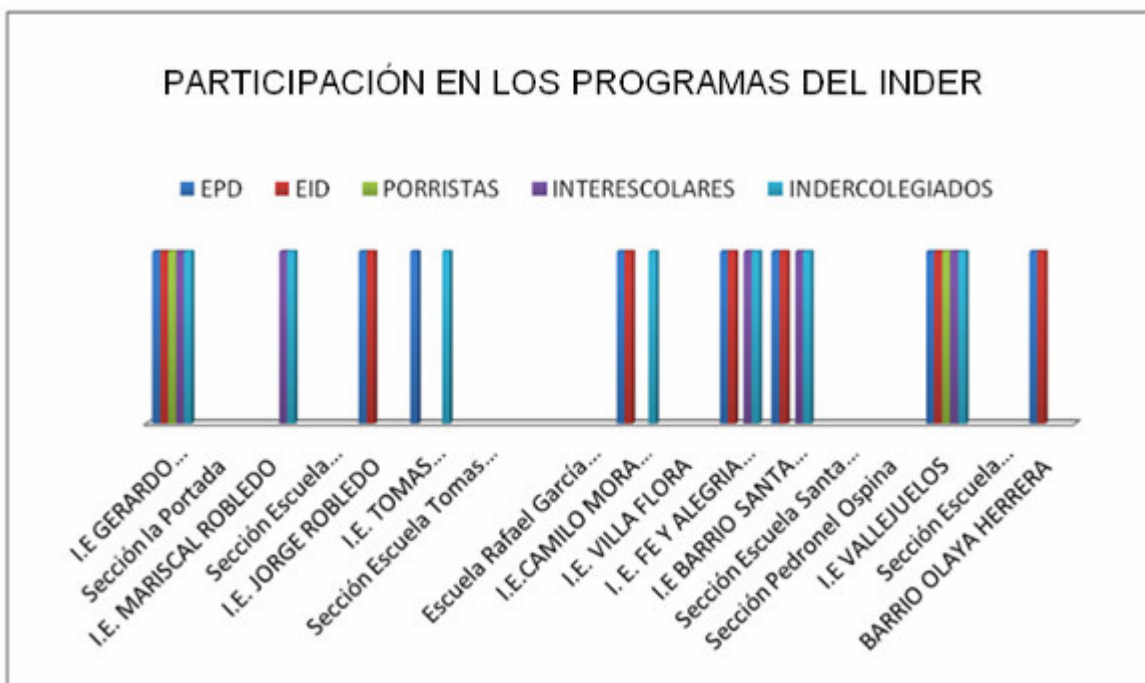 PARTICIPACIÓN EN LOS PROGRAMAS DEL INDER
EPD EID PORRISTAS INTERESCOLARES INDERCOLEGIADOS
I.E GERARDO...
Sección la Portada
I.E. MARISCAL ROBLEDO
Sección Escuela...
I.E. JORGE ROBLEDO
I.E. TOMAS...
Sección Escuela Tomas...
Escuela Rafael García...
I.E.CAMILO MORA...
I.E. VILLA FLORA
I. E. FE Y ALEGRIA...
I.E BARRIO SANTA...
Sección Escuela Santa...
Sección Pedronel Ospina
I.E VALLEJUELOS
Sección Escuela...
BARRIO OLAYA HERRERA